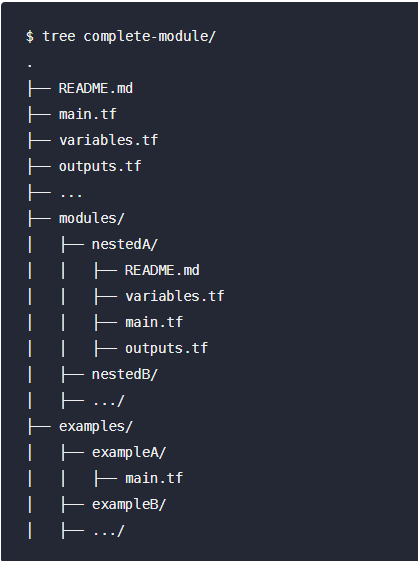 $ tree complete-module/
.
├── README.md
├── main.tf
├── variables.tf
├── outputs.tf
├── ...
├── modules/
│   ├── nestedA/
│   │   ├── README.md
│   │   ├── variables.tf
│   │   ├── main.tf
│   │   ├── outputs.tf
│   ├── nestedB/
│   ├── .../
├── examples/
│   ├── exampleA/
│   │   ├── main.tf
│   ├── exampleB/
│   ├── .../